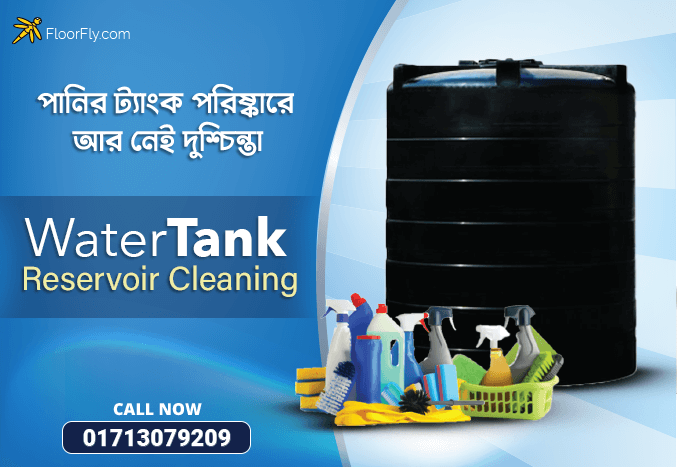 FloorFly.com
পানির ট্যাংক পরিষ্কারে
আর নেই দুশ্চিন্তা
WaterTank
Reservoir Cleaning
CALL NOW
01713079209